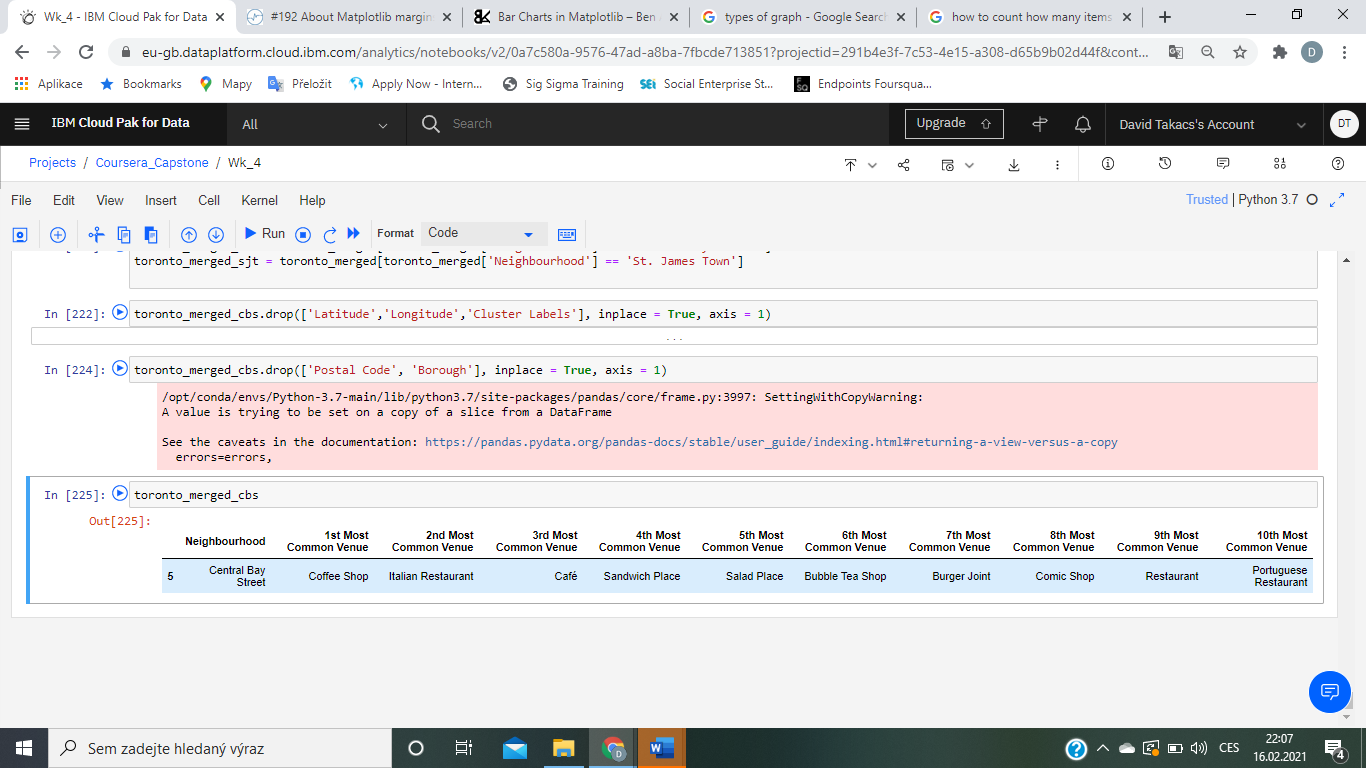 Wk_4 - IBM Cloud Pak for Data
#192 About Matplotlib margin
Bar Charts in Matplotlib – Ben
types of graph - Google Search
how to count how many items
eu-gb.dataplatform.cloud.ibm.com/analytics/notebooks/v2/0a7c580a-9576-47ad-a8ba-7fbcde713851?projectid=291b4e3f-7c53-4e15-a308-d65b9b02d44f&cont...
D
Aplikace
Bookmarks
Mapy
Přeložit
Apply Now - Intern...
Sig Sigma Training
Social Enterprise St...
Endpoints Foursqua...
IBM Cloud Pak for Data
All
Search
Upgrade
David Takacs's Account
DT
Projects / Coursera_Capstone / Wk_4
File Edit View Insert Cell Kernel Help
Trusted | Python 3.7
Run
Format
Code
toronto_merged_sjt = toronto_merged[toronto_merged['Neighbourhood'] == 'St. James Town']
In [222]: toronto_merged_cbs.drop(['Latitude','Longitude','Cluster Labels'], inplace = True, axis = 1)
...
In [224]: toronto_merged_cbs.drop(['Postal Code', 'Borough'], inplace = True, axis = 1)
/opt/conda/envs/Python-3.7-main/lib/python3.7/site-packages/pandas/core/frame.py:3997: SettingWithCopyWarning:
A value is trying to be set on a copy of a slice from a DataFrame
See the caveats in the documentation: https://pandas.pydata.org/pandas-docs/stable/user_guide/indexing.html#returning-a-view-versus-a-copy
errors=errors,
In [225]: toronto_merged_cbs
Out[225]:
Neighbourhood
1st Most Common Venue
2nd Most Common Venue
3rd Most Common Venue
4th Most Common Venue
5th Most Common Venue
6th Most Common Venue
7th Most Common Venue
8th Most Common Venue
9th Most Common Venue
10th Most Common Venue
5
Central Bay Street
Coffee Shop
Italian Restaurant
Café
Sandwich Place
Salad Place
Bubble Tea Shop
Burger Joint
Comic Shop
Restaurant
Portuguese Restaurant
Sem zadejte hledaný výraz
CES
22:07
16.02.2021
4